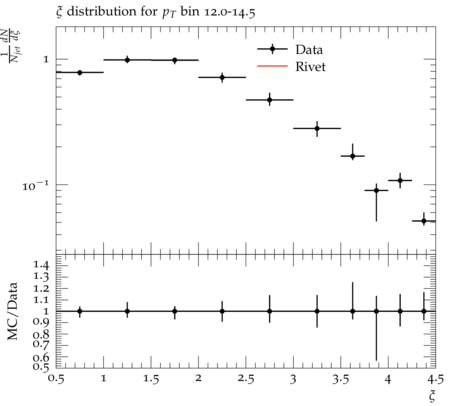 ξ distribution for p_T bin 12.0-14.5
1/N_jet dN/dξ
Data
Rivet
1
10⁻¹
MC/Data
1.4
1.3
1.2
1.1
1
0.9
0.8
0.7
0.6
0.5
0.5 1 1.5 2 2.5 3 3.5 4 4.5
ξ